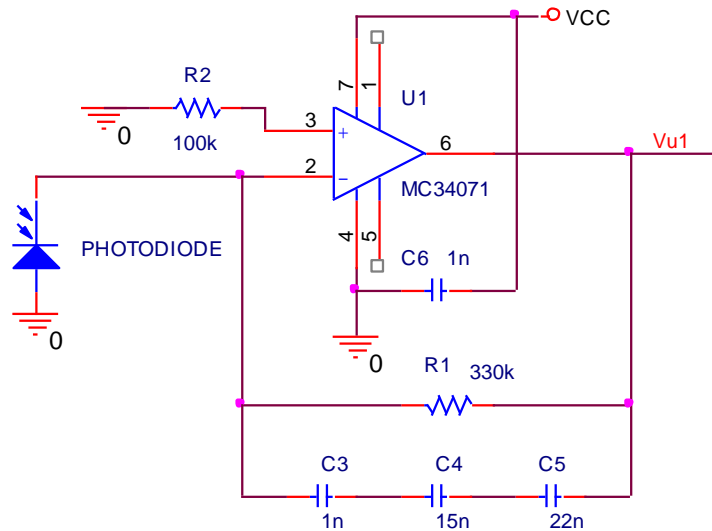 VCC
R2
7
1
U1
0
100k
3
+
6
Vu1
2
−
MC34071
PHOTODIODE
4
5
C6 1n
0
0
R1
330k
C3
C4
C5
1n
15n
22n